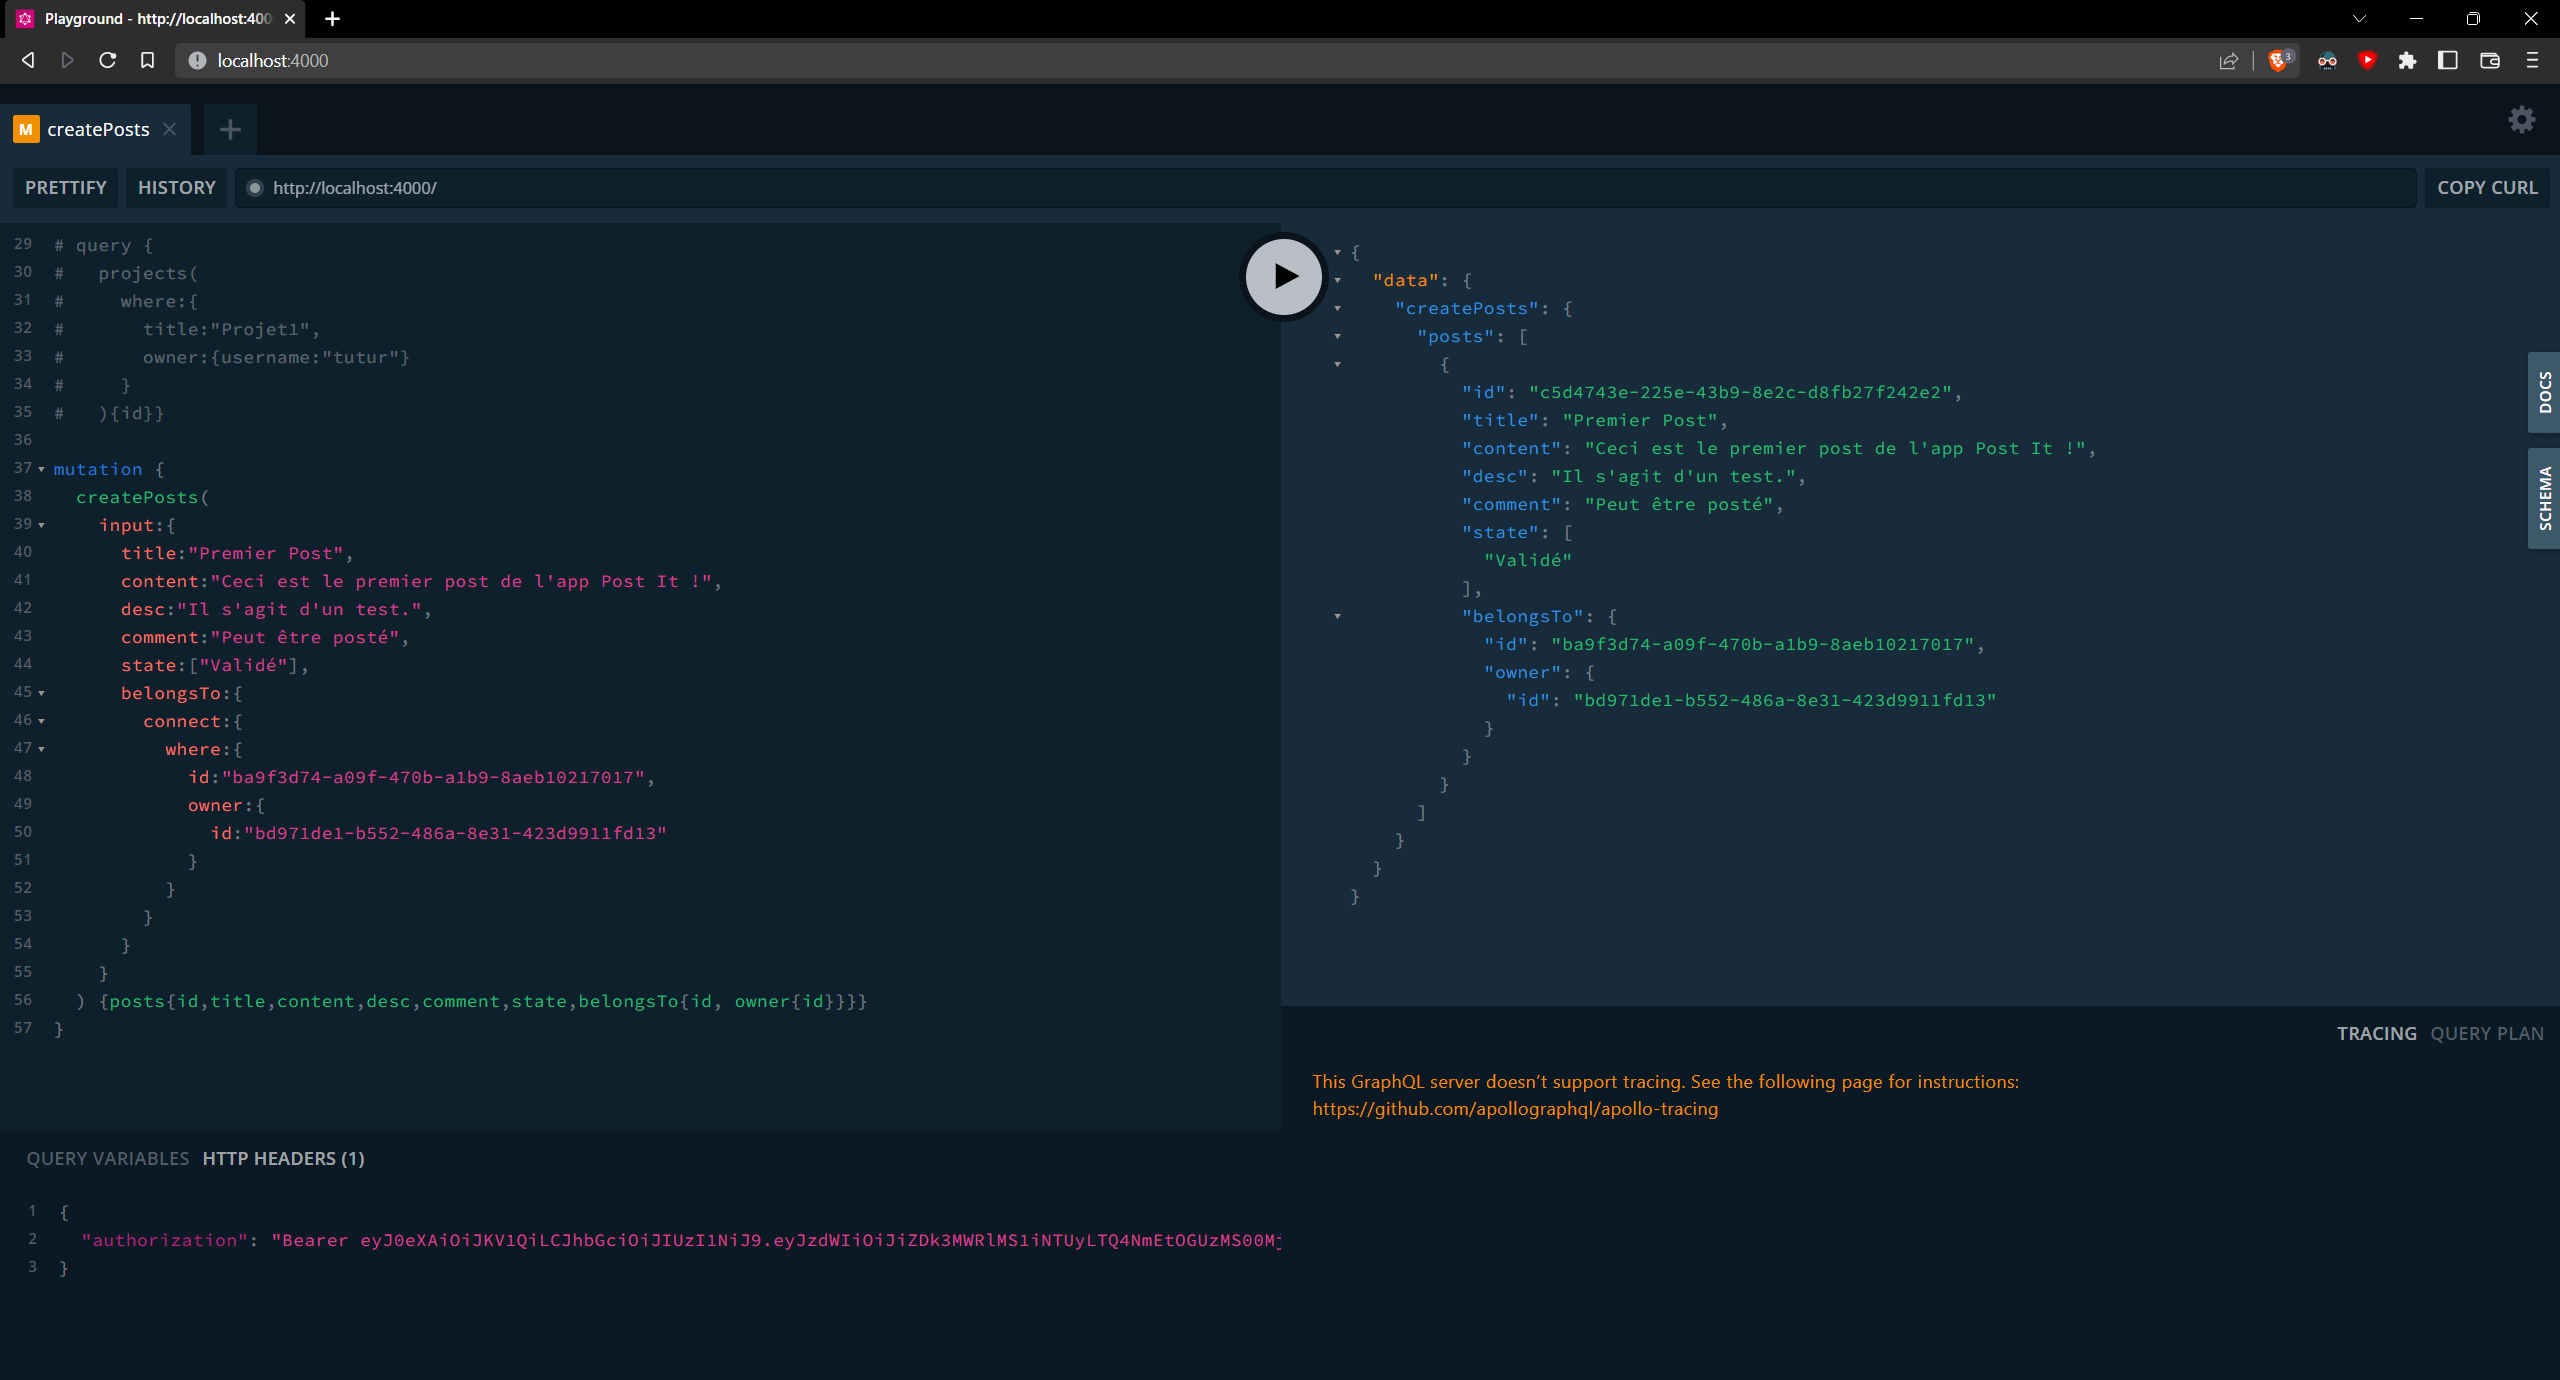 Playground - http://localhost:400
localhost:4000
3
M createPosts
PRETTIFY HISTORY http://localhost:4000/ COPY CURL
29 # query {
30 #   projects(
31 #     where:{
32 #       title:"Projet1",
33 #       owner:{username:"tutur"}
34 #     }
35 #   ){id}}
36
37 mutation {
38   createPosts(
39     input:{
40       title:"Premier Post",
41       content:"Ceci est le premier post de l'app Post It !",
42       desc:"Il s'agit d'un test.",
43       comment:"Peut être posté",
44       state:["Validé"],
45       belongsTo:{
46         connect:{
47           where:{
48             id:"ba9f3d74-a09f-470b-a1b9-8aeb10217017",
49             owner:{
50               id:"bd971de1-b552-486a-8e31-423d9911fd13"
51             }
52           }
53         }
54       }
55     }
56   ) {posts{id,title,content,desc,comment,state,belongsTo{id, owner{id}}}}
57 }
{
  "data": {
    "createPosts": {
      "posts": [
        {
          "id": "c5d4743e-225e-43b9-8e2c-d8fb27f242e2",
          "title": "Premier Post",
          "content": "Ceci est le premier post de l'app Post It !",
          "desc": "Il s'agit d'un test.",
          "comment": "Peut être posté",
          "state": [
            "Validé"
          ],
          "belongsTo": {
            "id": "ba9f3d74-a09f-470b-a1b9-8aeb10217017",
            "owner": {
              "id": "bd971de1-b552-486a-8e31-423d9911fd13"
            }
          }
        }
      ]
    }
  }
}
DOCS
SCHEMA
TRACING QUERY PLAN
This GraphQL server doesn't support tracing. See the following page for instructions:
https://github.com/apollographql/apollo-tracing
QUERY VARIABLES HTTP HEADERS (1)
1 {
2   "authorization": "Bearer eyJ0eXAiOiJKV1QiLCJhbGciOiJIUzI1NiJ9.eyJzdWIiOiJiZDk3MWRlMS1iNTUyLTQ4NmEtOGUzMS00Mj
3 }